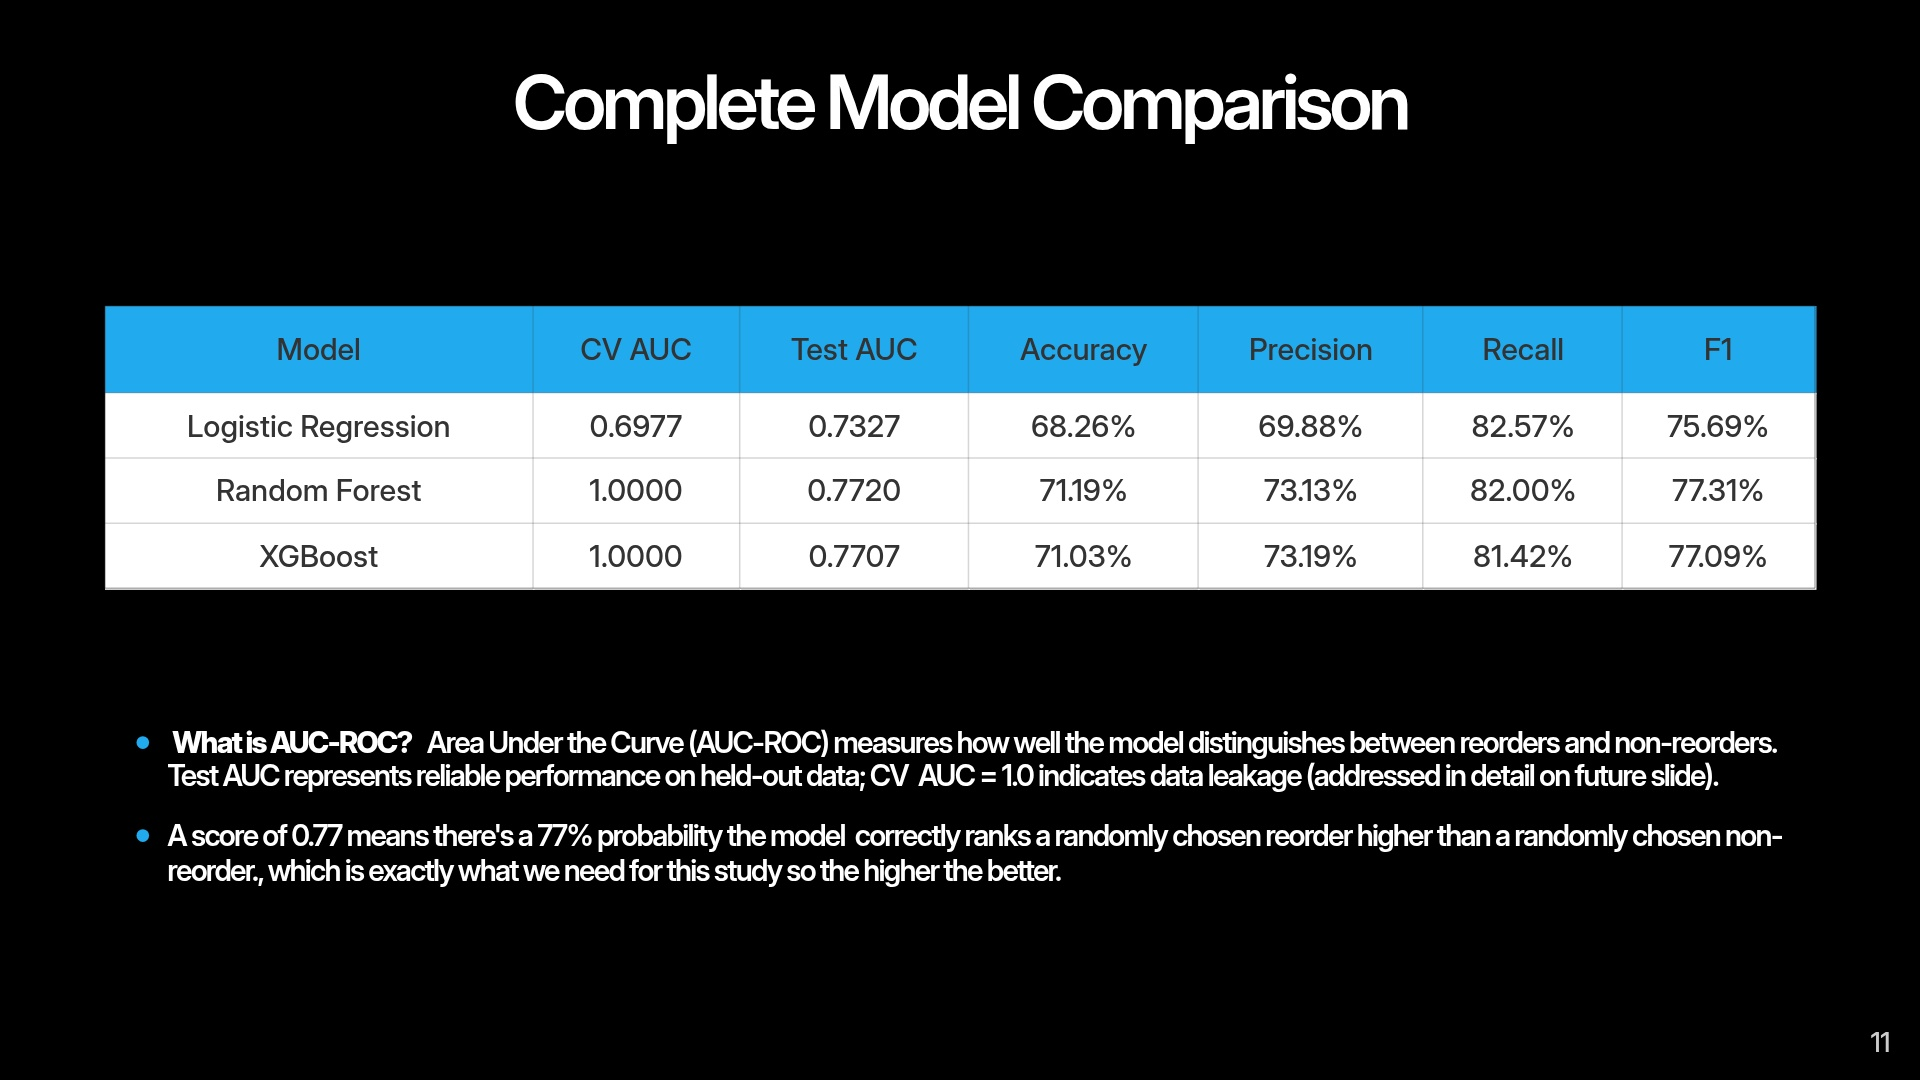 Complete Model Comparison
Model CV AUC Test AUC Accuracy Precision Recall F1
Logistic Regression 0.6977 0.7327 68.26% 69.88% 82.57% 75.69%
Random Forest 1.0000 0.7720 71.19% 73.13% 82.00% 77.31%
XGBoost 1.0000 0.7707 71.03% 73.19% 81.42% 77.09%
• What is AUC-ROC? Area Under the Curve (AUC-ROC) measures how well the model distinguishes between reorders and non-reorders.
Test AUC represents reliable performance on held-out data; CV AUC = 1.0 indicates data leakage (addressed in detail on future slide).
• A score of 0.77 means there's a 77% probability the model correctly ranks a randomly chosen reorder higher than a randomly chosen non-
reorder., which is exactly what we need for this study so the higher the better.
11